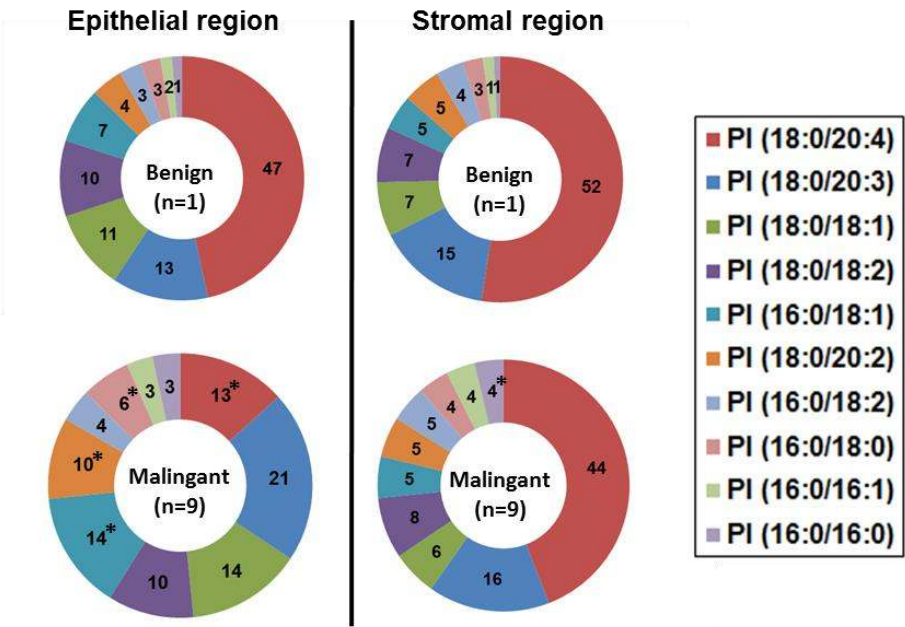 Epithelial region
Stromal region
47
13
11
10
7
4
3
3
2
1
Benign
(n=1)
52
15
7
7
5
5
4
3
1
1
Benign
(n=1)
13*
21
14
10
14*
10*
4
6*
3
3
Malingant
(n=9)
44
16
6
8
5
5
5
4
4
4*
Malingant
(n=9)
PI (18:0/20:4)
PI (18:0/20:3)
PI (18:0/18:1)
PI (18:0/18:2)
PI (16:0/18:1)
PI (18:0/20:2)
PI (16:0/18:2)
PI (16:0/18:0)
PI (16:0/16:1)
PI (16:0/16:0)